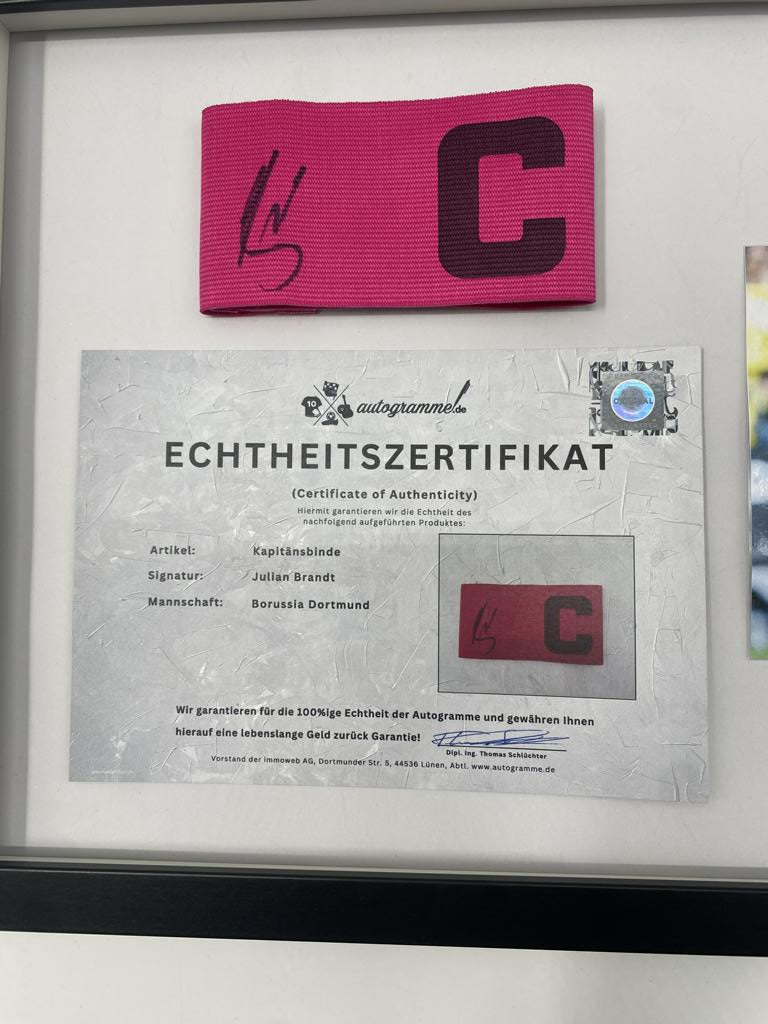 C
10
autogramme.de
ORIGINAL
ECHTHEITSZERTIFIKAT
(Certificate of Authenticity)
Hiermit garantieren wir die Echtheit des
nachfolgend aufgeführten Produktes:
Artikel: Kapitänsbinde
Signatur: Julian Brandt
Mannschaft: Borussia Dortmund
C
Wir garantieren für die 100%ige Echtheit der Autogramme und gewähren Ihnen
hierauf eine lebenslange Geld zurück Garantie!
Dipl. Ing. Thomas Schlüchter
Vorstand der immoweb AG, Dortmunder Str. 5, 44536 Lünen, Abtl. www.autogramme.de